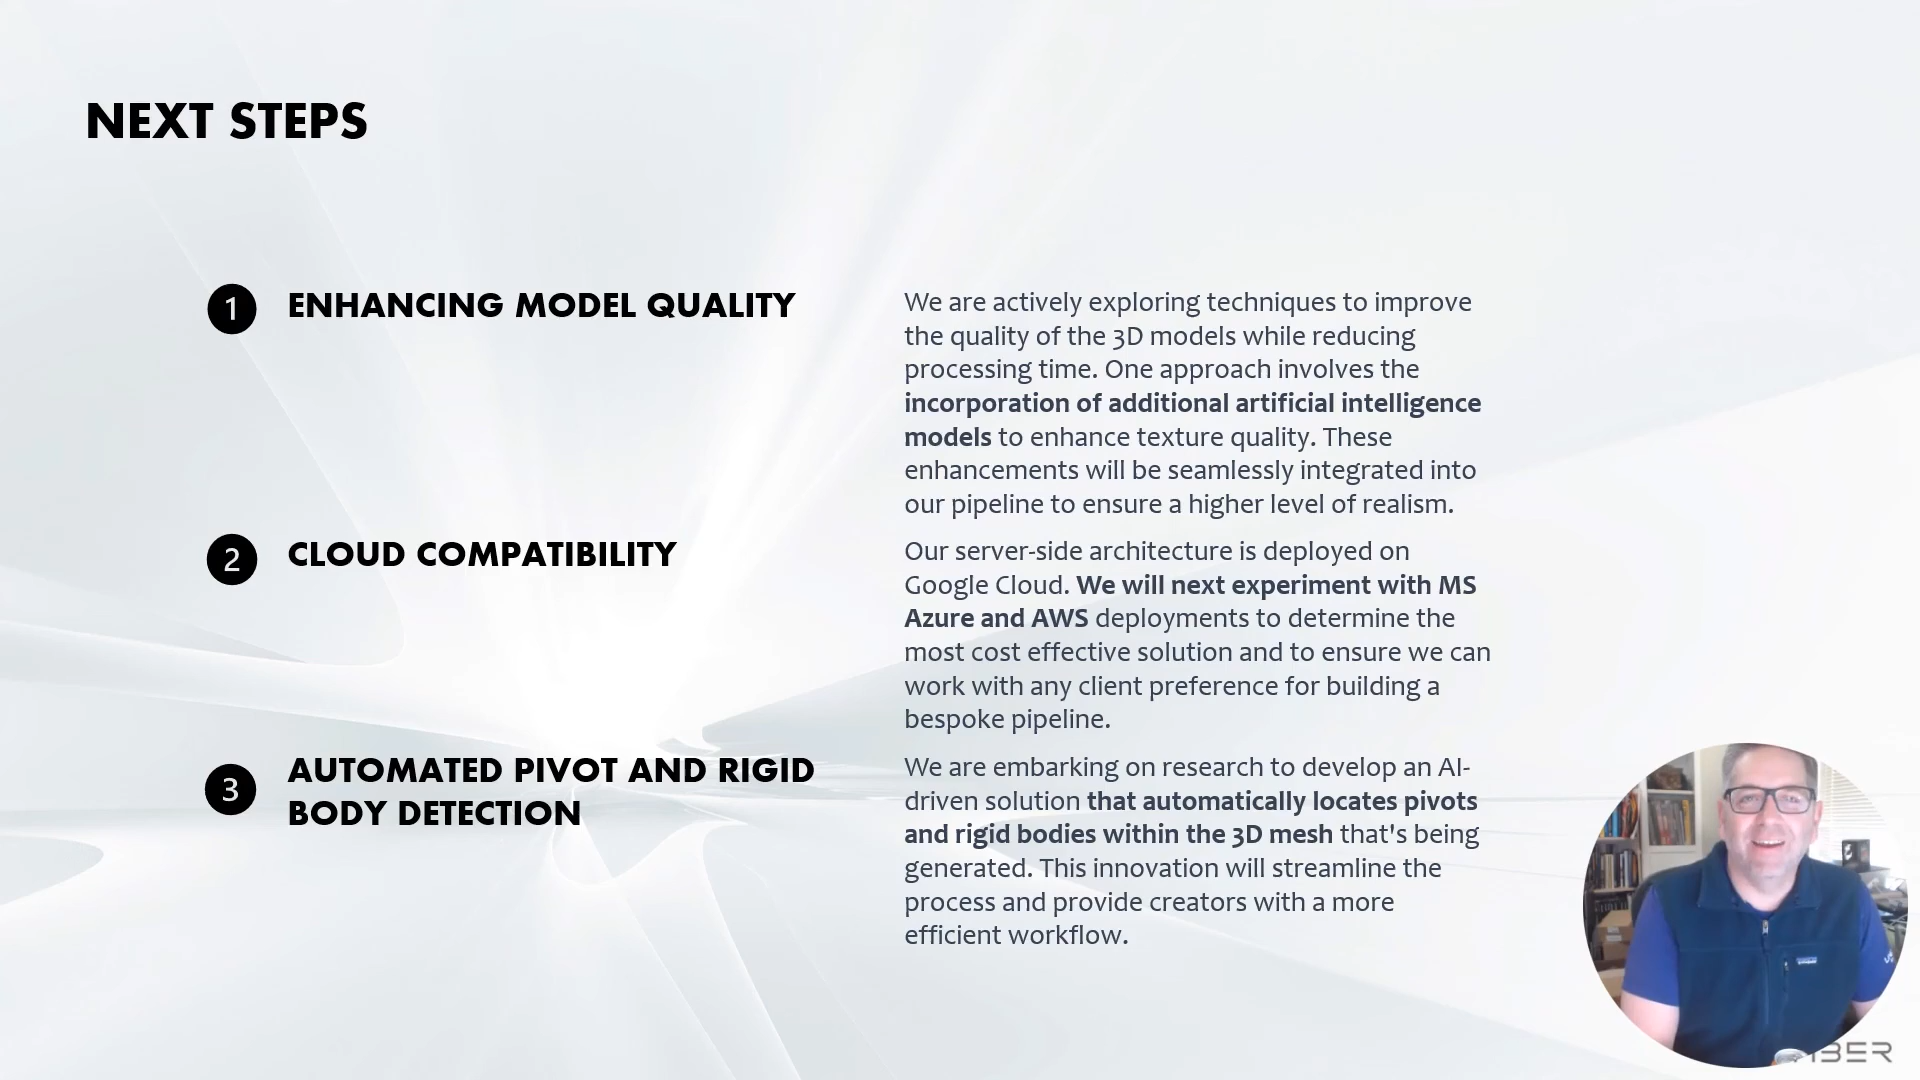 NEXT STEPS
1 ENHANCING MODEL QUALITY
We are actively exploring techniques to improve
the quality of the 3D models while reducing
processing time. One approach involves the
incorporation of additional artificial intelligence
models to enhance texture quality. These
enhancements will be seamlessly integrated into
our pipeline to ensure a higher level of realism.
2 CLOUD COMPATIBILITY
Our server-side architecture is deployed on
Google Cloud. We will next experiment with MS
Azure and AWS deployments to determine the
most cost effective solution and to ensure we can
work with any client preference for building a
bespoke pipeline.
3 AUTOMATED PIVOT AND RIGID
BODY DETECTION
We are embarking on research to develop an AI-
driven solution that automatically locates pivots
and rigid bodies within the 3D mesh that's being
generated. This innovation will streamline the
process and provide creators with a more
efficient workflow.